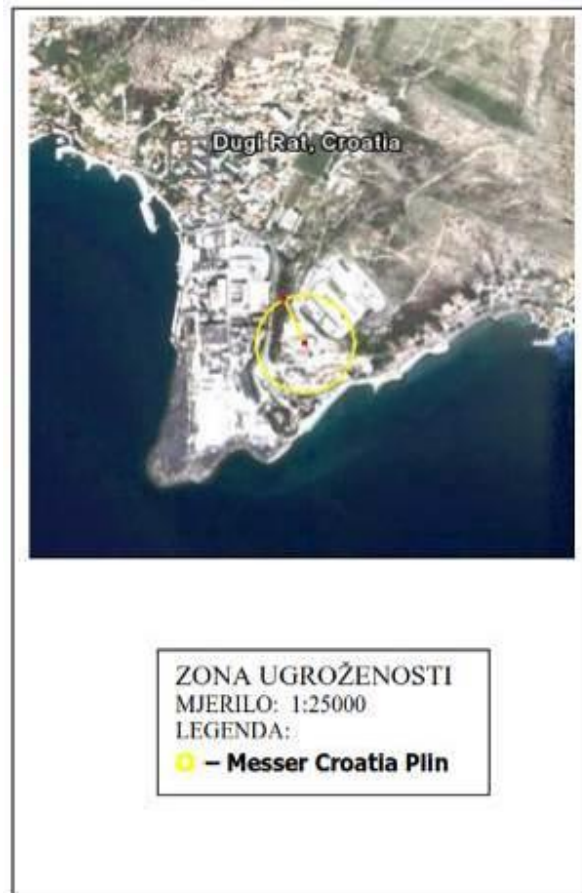 Dugi Rat, Croatia
ZONA UGROŽENOSTI
MJERILO: 1:25000
LEGENDA:
– Messer Croatia Plin